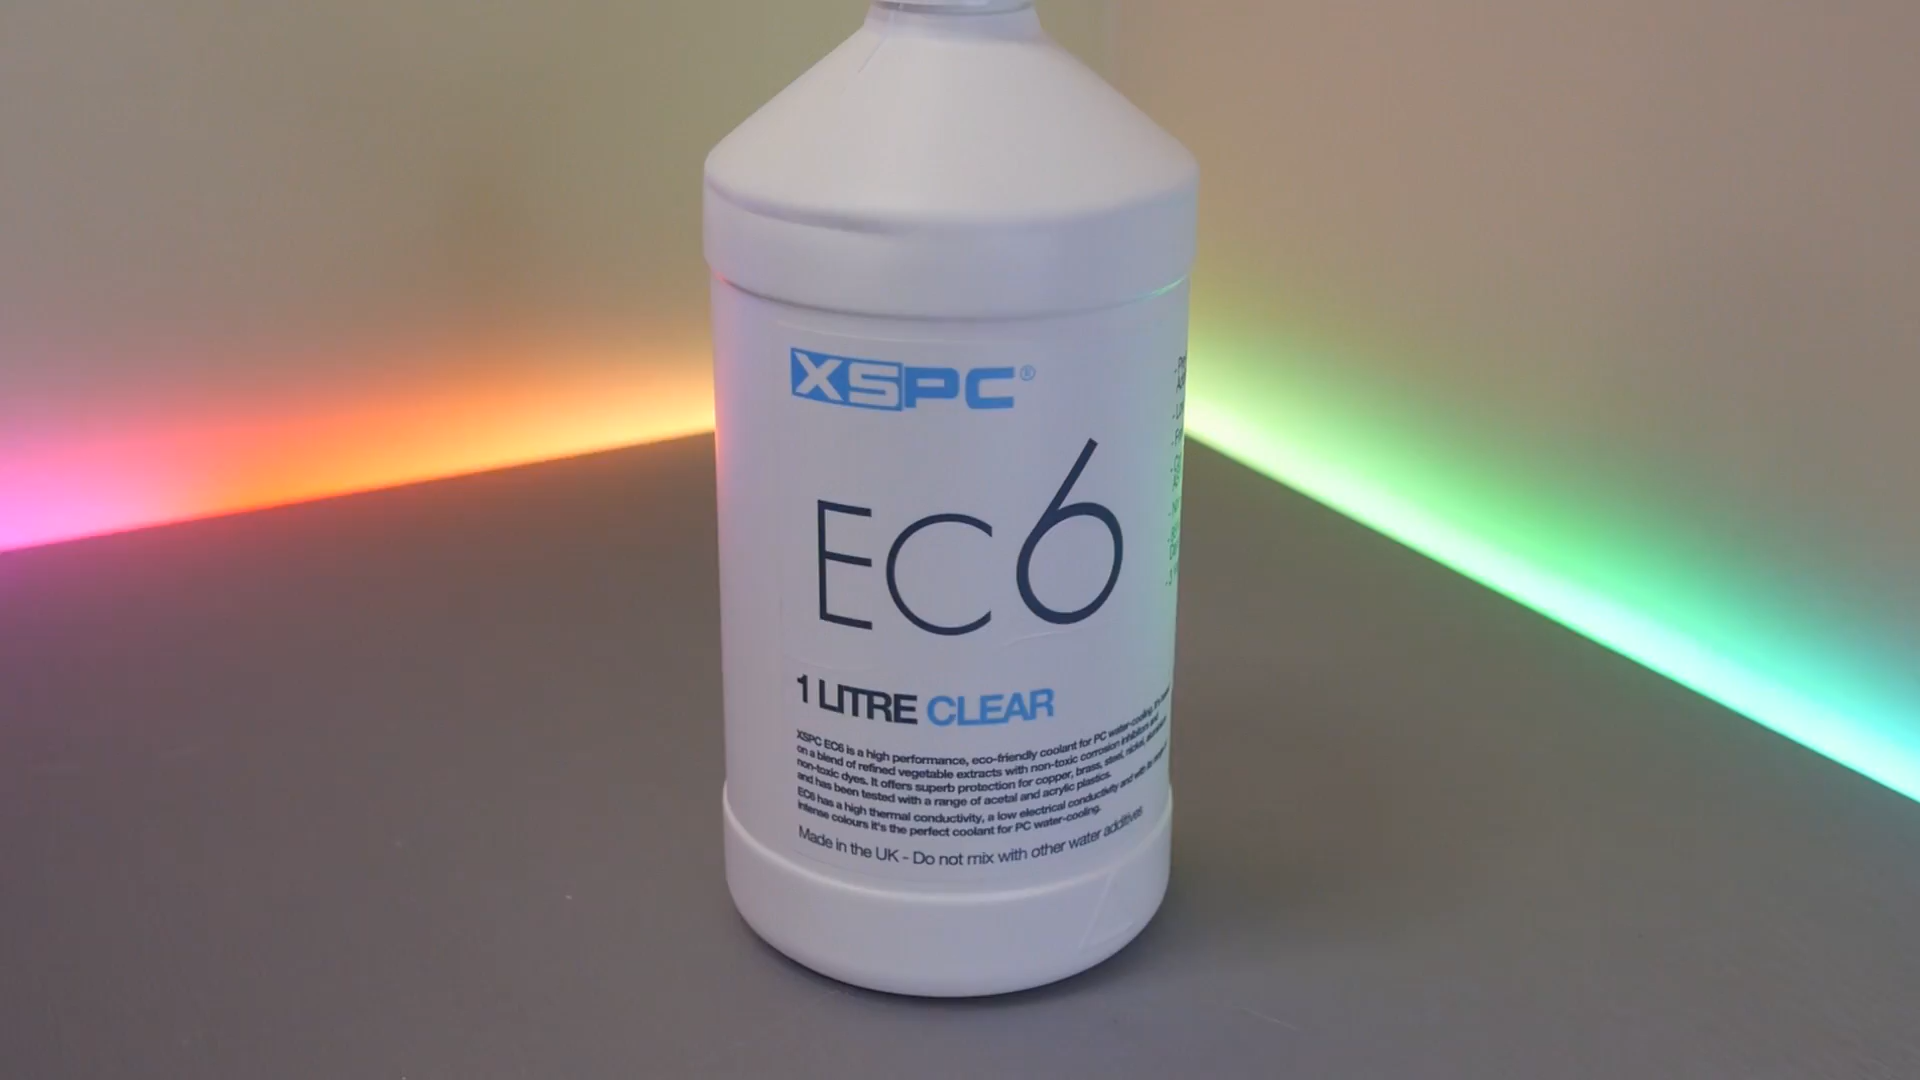 XSPC®
EC6
1 LITRE CLEAR
XSPC EC6 is a high performance, eco-friendly coolant for PC water-cooling. It's based
on a blend of refined vegetable extracts with non-toxic corrosion inhibitors and
non-toxic dyes. It offers superb protection for copper, brass, steel, nickel, aluminium
and has been tested with a range of acetal and acrylic plastics.
EC6 has a high thermal conductivity, a low electrical conductivity and with its range of
intense colours it's the perfect coolant for PC water-cooling.
Made in the UK - Do not mix with other water additives